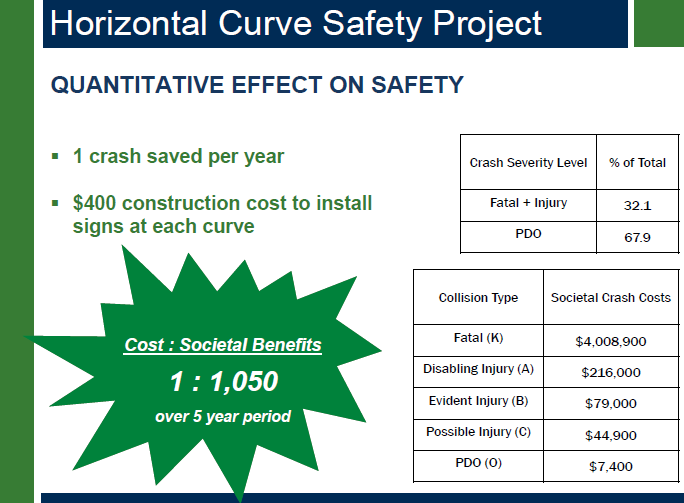 Horizontal Curve Safety Project
QUANTITATIVE EFFECT ON SAFETY
▪ 1 crash saved per year
▪ $400 construction cost to install
signs at each curve
Cost : Societal Benefits
1 : 1,050
over 5 year period
Crash Severity Level % of Total
Fatal + Injury 32.1
PDO 67.9
Collision Type Societal Crash Costs
Fatal (K) $4,008,900
Disabling Injury (A) $216,000
Evident Injury (B) $79,000
Possible Injury (C) $44,900
PDO (O) $7,400